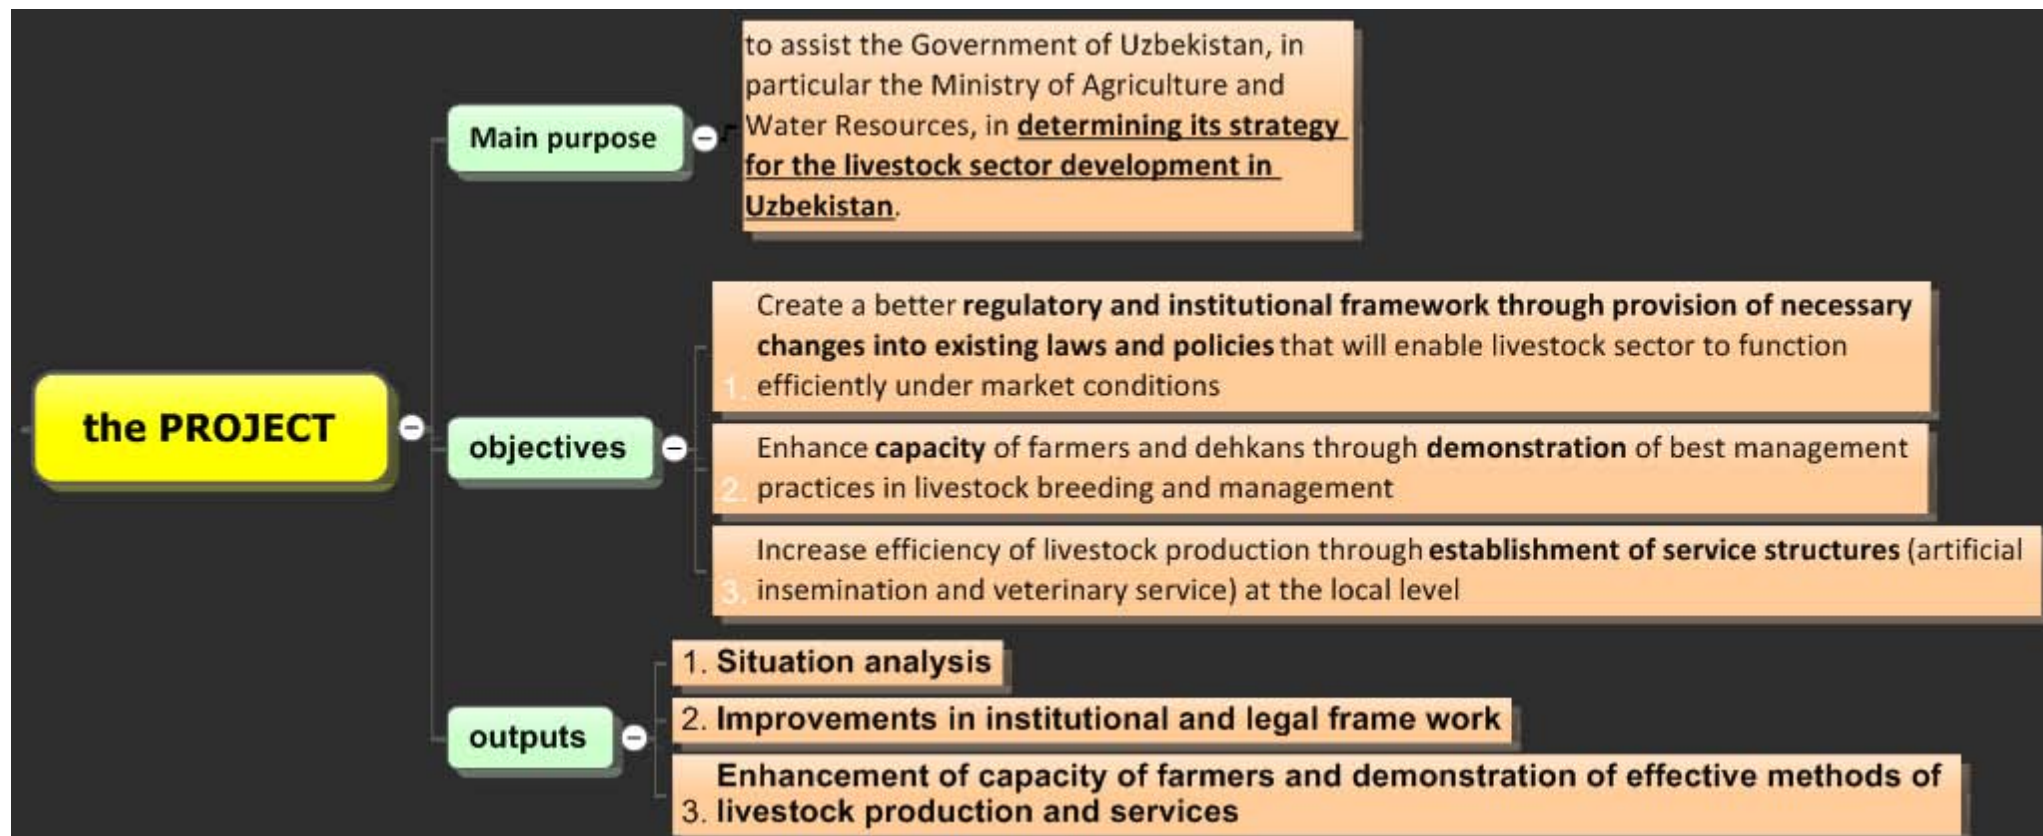 the PROJECT
Main purpose
to assist the Government of Uzbekistan, in
particular the Ministry of Agriculture and
Water Resources, in determining its strategy
for the livestock sector development in
Uzbekistan.
objectives
Create a better regulatory and institutional framework through provision of necessary
changes into existing laws and policies that will enable livestock sector to function
1. efficiently under market conditions
Enhance capacity of farmers and dehkans through demonstration of best management
2. practices in livestock breeding and management
Increase efficiency of livestock production through establishment of service structures (artificial
3. insemination and veterinary service) at the local level
outputs
1. Situation analysis
2. Improvements in institutional and legal frame work
Enhancement of capacity of farmers and demonstration of effective methods of
3. livestock production and services